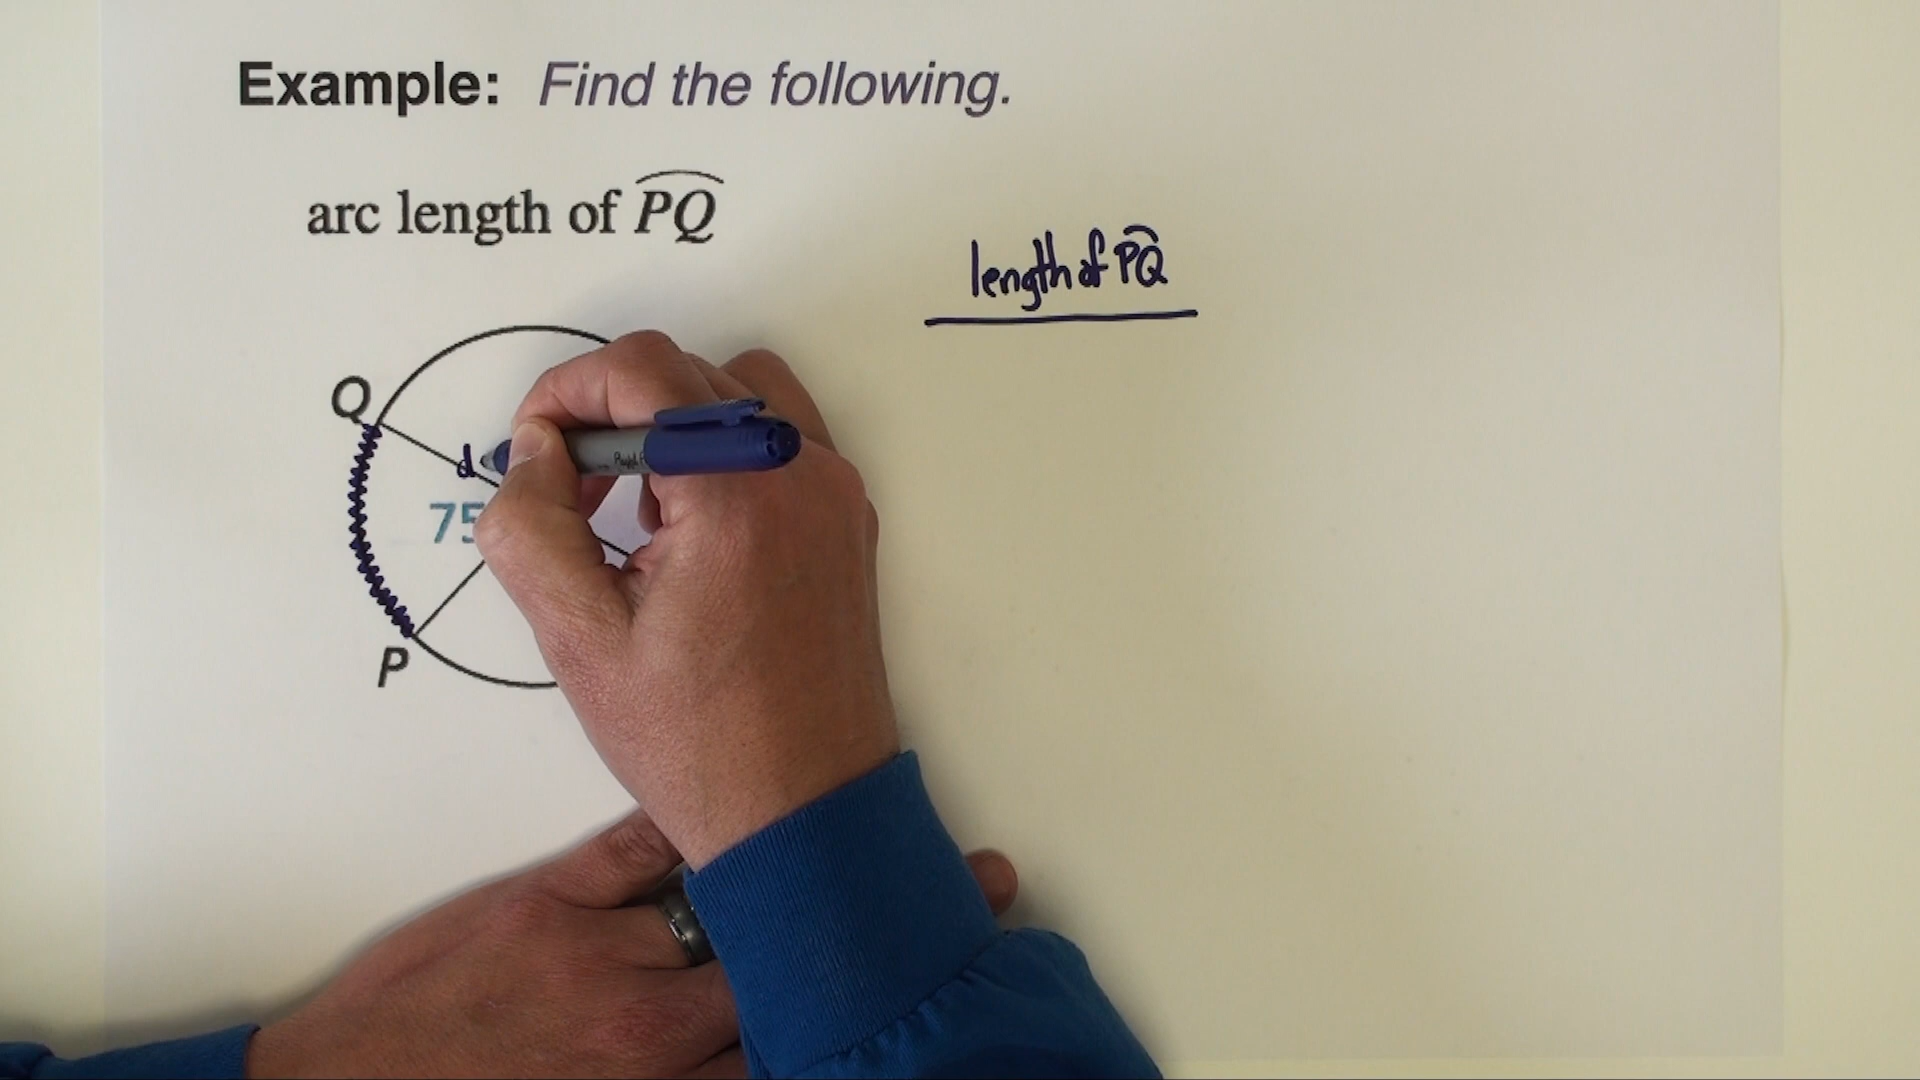 Example: Find the following.
arc length of PQ
length of PQ
Q
d
75
P